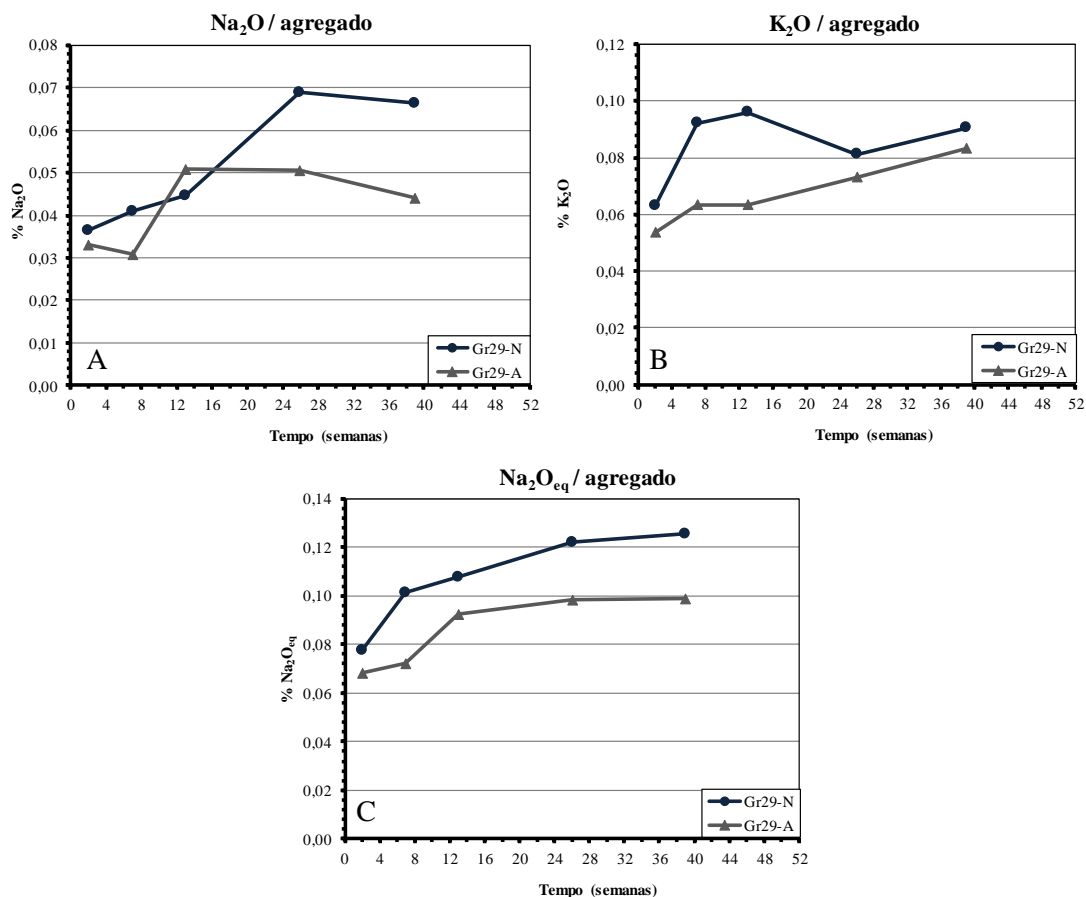 Na₂O / agregado
0,08
0,07
0,06
0,05
0,04
0,03
0,02
0,01
0,00
% Na₂O
A
Gr29-N
Gr29-A
0 4 8 12 16 20 24 28 32 36 40 44 48 52
Tempo (semanas)
K₂O / agregado
0,12
0,10
0,08
0,06
0,04
0,02
0,00
% K₂O
B
Gr29-N
Gr29-A
0 4 8 12 16 20 24 28 32 36 40 44 48 52
Tempo (semanas)
Na₂Oeq / agregado
0,14
0,12
0,10
0,08
0,06
0,04
0,02
0,00
% Na₂Oeq
C
Gr29-N
Gr29-A
0 4 8 12 16 20 24 28 32 36 40 44 48 52
Tempo (semanas)